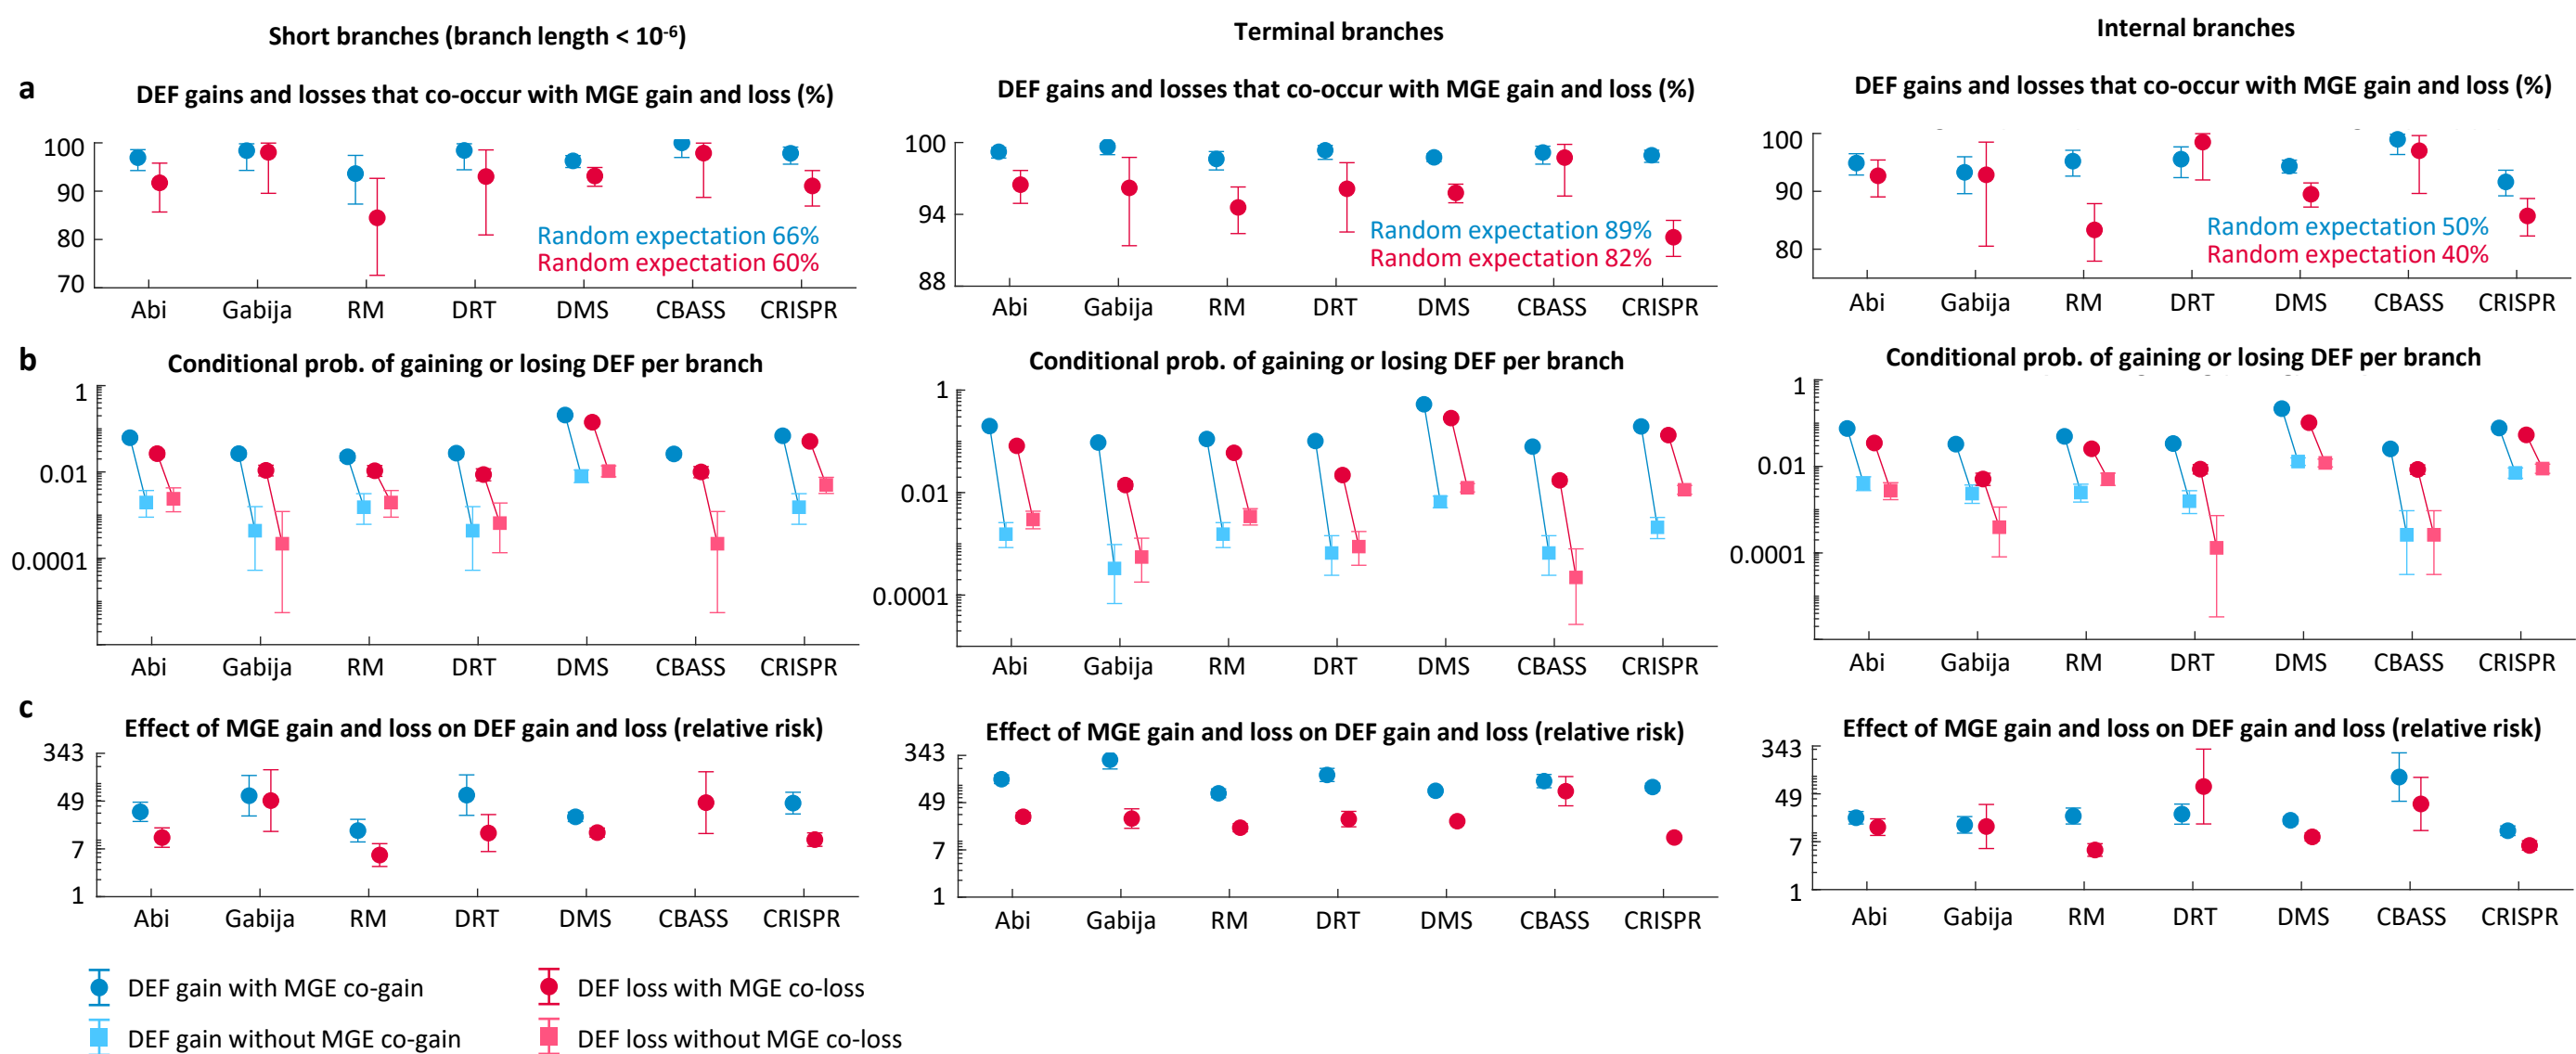 Short branches (branch length < 10⁻⁶)
Terminal branches
Internal branches
a
DEF gains and losses that co-occur with MGE gain and loss (%)
100
90
80
70
Random expectation 66%
Random expectation 60%
Abi Gabija RM DRT DMS CBASS CRISPR
DEF gains and losses that co-occur with MGE gain and loss (%)
100
94
88
Random expectation 89%
Random expectation 82%
Abi Gabija RM DRT DMS CBASS CRISPR
DEF gains and losses that co-occur with MGE gain and loss (%)
100
90
80
Random expectation 50%
Random expectation 40%
Abi Gabija RM DRT DMS CBASS CRISPR
b
Conditional prob. of gaining or losing DEF per branch
1
0.01
0.0001
Abi Gabija RM DRT DMS CBASS CRISPR
Conditional prob. of gaining or losing DEF per branch
1
0.01
0.0001
Abi Gabija RM DRT DMS CBASS CRISPR
Conditional prob. of gaining or losing DEF per branch
1
0.01
0.0001
Abi Gabija RM DRT DMS CBASS CRISPR
c
Effect of MGE gain and loss on DEF gain and loss (relative risk)
343
49
7
1
Abi Gabija RM DRT DMS CBASS CRISPR
Effect of MGE gain and loss on DEF gain and loss (relative risk)
343
49
7
1
Abi Gabija RM DRT DMS CBASS CRISPR
Effect of MGE gain and loss on DEF gain and loss (relative risk)
343
49
7
1
Abi Gabija RM DRT DMS CBASS CRISPR
DEF gain with MGE co-gain
DEF loss with MGE co-loss
DEF gain without MGE co-gain
DEF loss without MGE co-loss